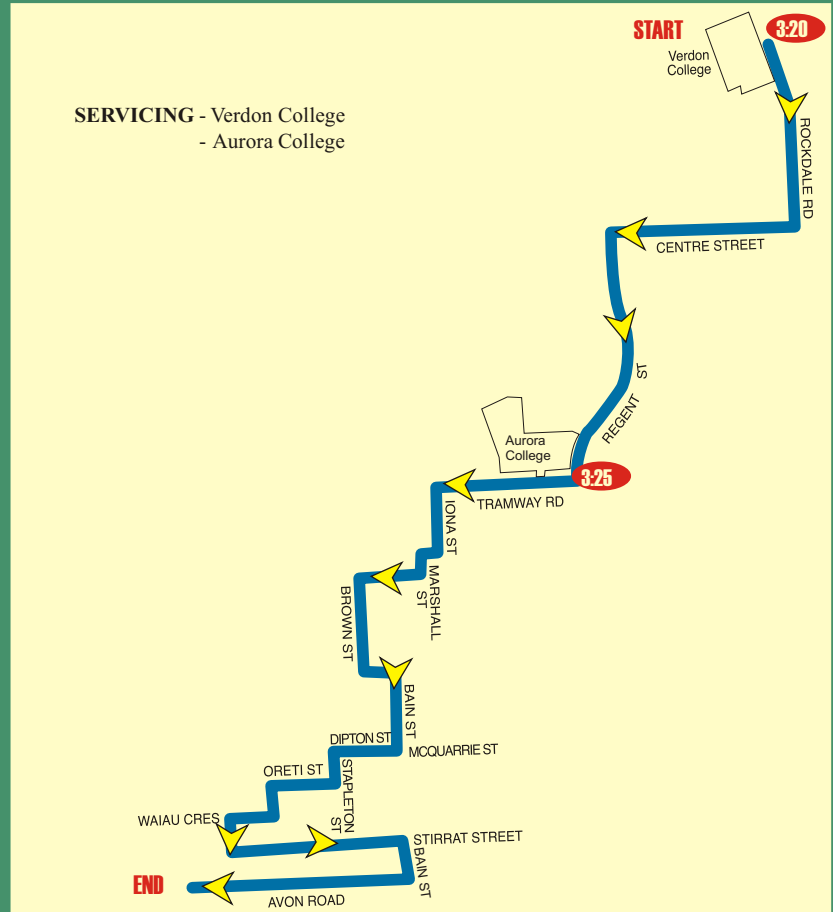 START
3:20
Verdon
College
SERVICING - Verdon College
- Aurora College
ROCKDALE RD
CENTRE STREET
REGENT ST
Aurora
College
3:25
TRAMWAY RD
IONA ST
MARSHALL
ST
BROWN ST
BAIN ST
DIPTON ST
MCQUARRIE ST
ORETI ST
STAPLETON
ST
WAIAU CRES
STIRRAT STREET
BAIN ST
END
AVON ROAD